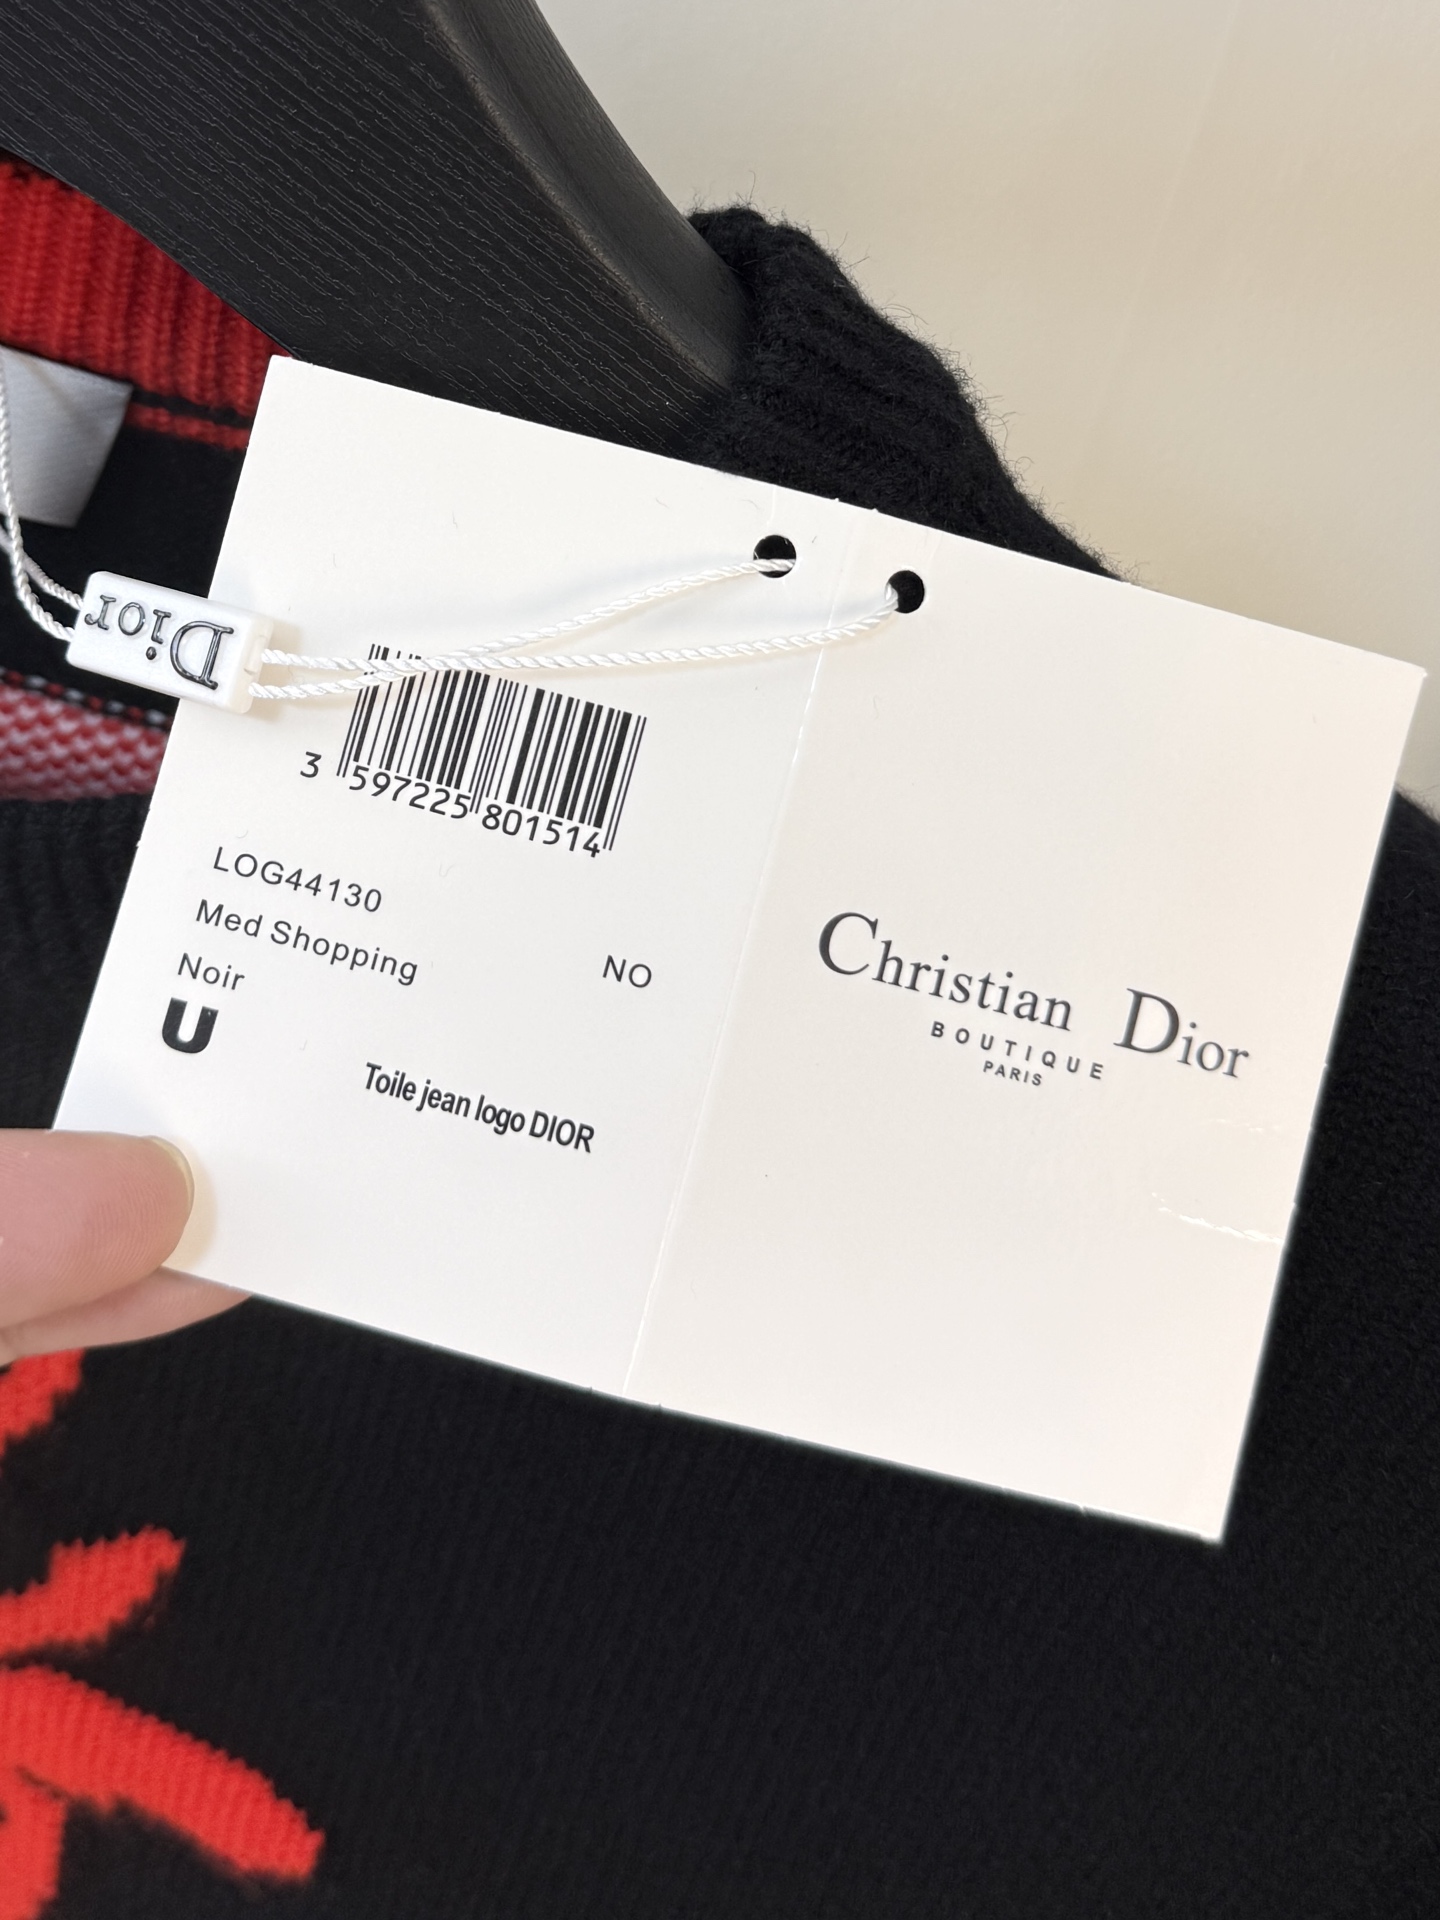 Dior
3 597225 801514
LOG44130
Med Shopping NO
Noir
U
Toile jean logo DIOR
Christian Dior
BOUTIQUE
PARIS